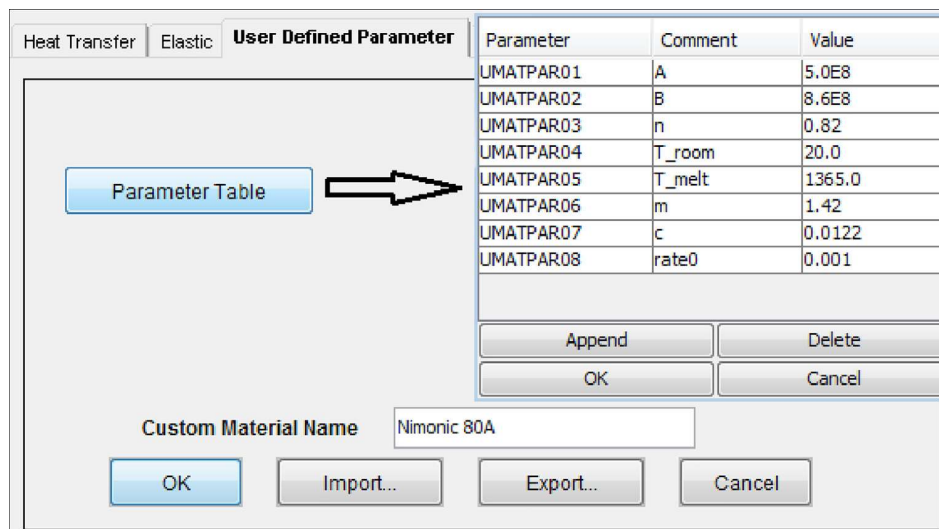 Heat Transfer Elastic User Defined Parameter
Parameter Comment Value
UMATPAR01 A 5.0E8
UMATPAR02 B 8.6E8
UMATPAR03 n 0.82
UMATPAR04 T_room 20.0
UMATPAR05 T_melt 1365.0
UMATPAR06 m 1.42
UMATPAR07 c 0.0122
UMATPAR08 rate0 0.001
Parameter Table
Append Delete
OK Cancel
Custom Material Name Nimonic 80A
OK Import... Export... Cancel